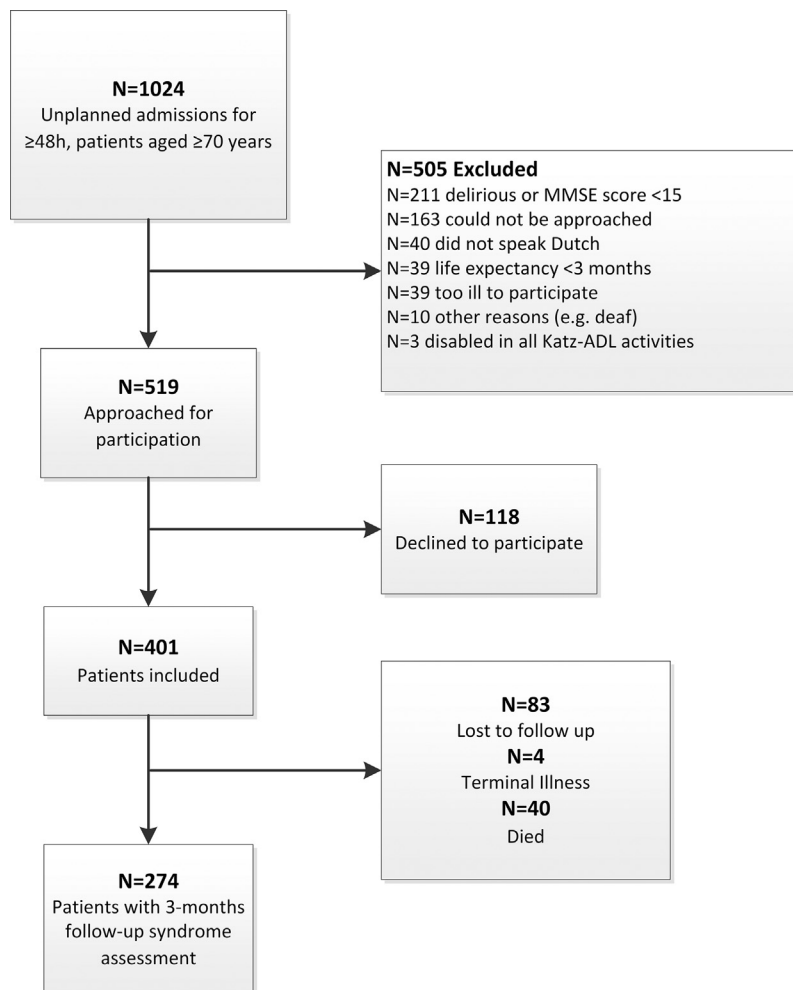 N=1024
Unplanned admissions for
≥48h, patients aged ≥70 years
N=505 Excluded
N=211 delirious or MMSE score <15
N=163 could not be approached
N=40 did not speak Dutch
N=39 life expectancy <3 months
N=39 too ill to participate
N=10 other reasons (e.g. deaf)
N=3 disabled in all Katz-ADL activities
N=519
Approached for
participation
N=118
Declined to participate
N=401
Patients included
N=83
Lost to follow up
N=4
Terminal Illness
N=40
Died
N=274
Patients with 3-months
follow-up syndrome
assessment